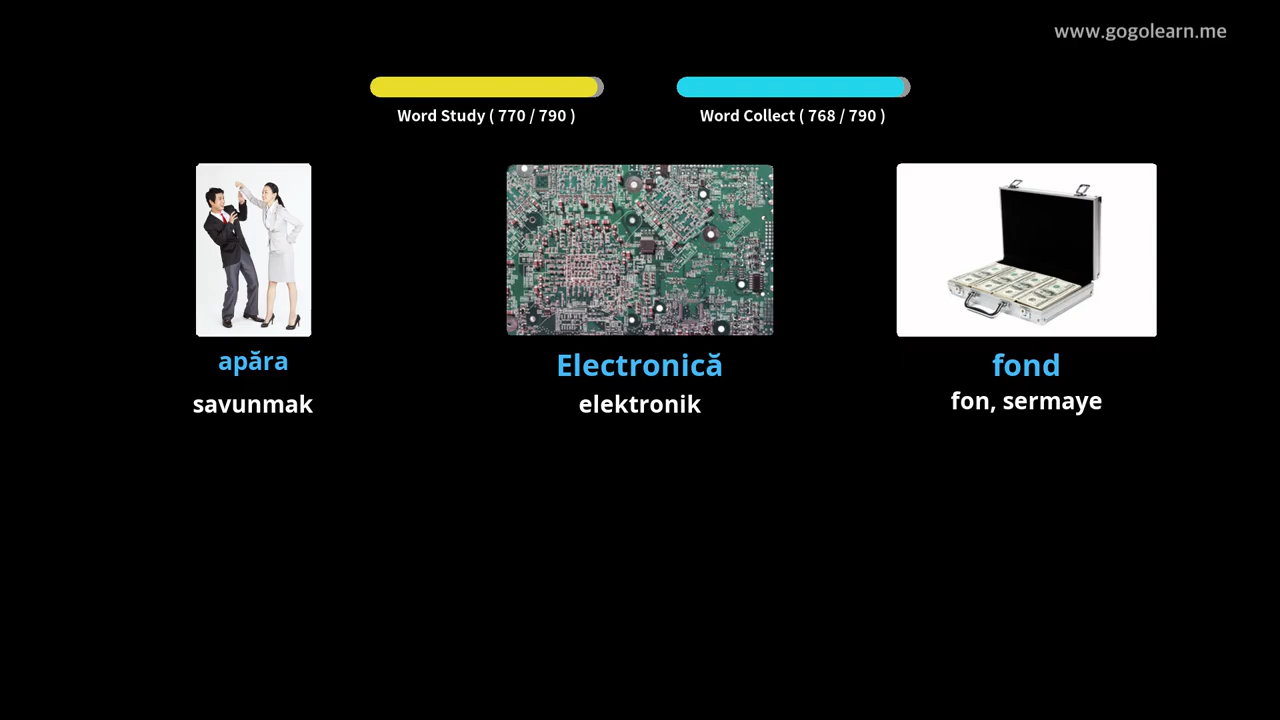 www.gogolearn.me
Word Study ( 770 / 790 )
Word Collect ( 768 / 790 )
apăra
Electronică
fond
savunmak
elektronik
fon, sermaye